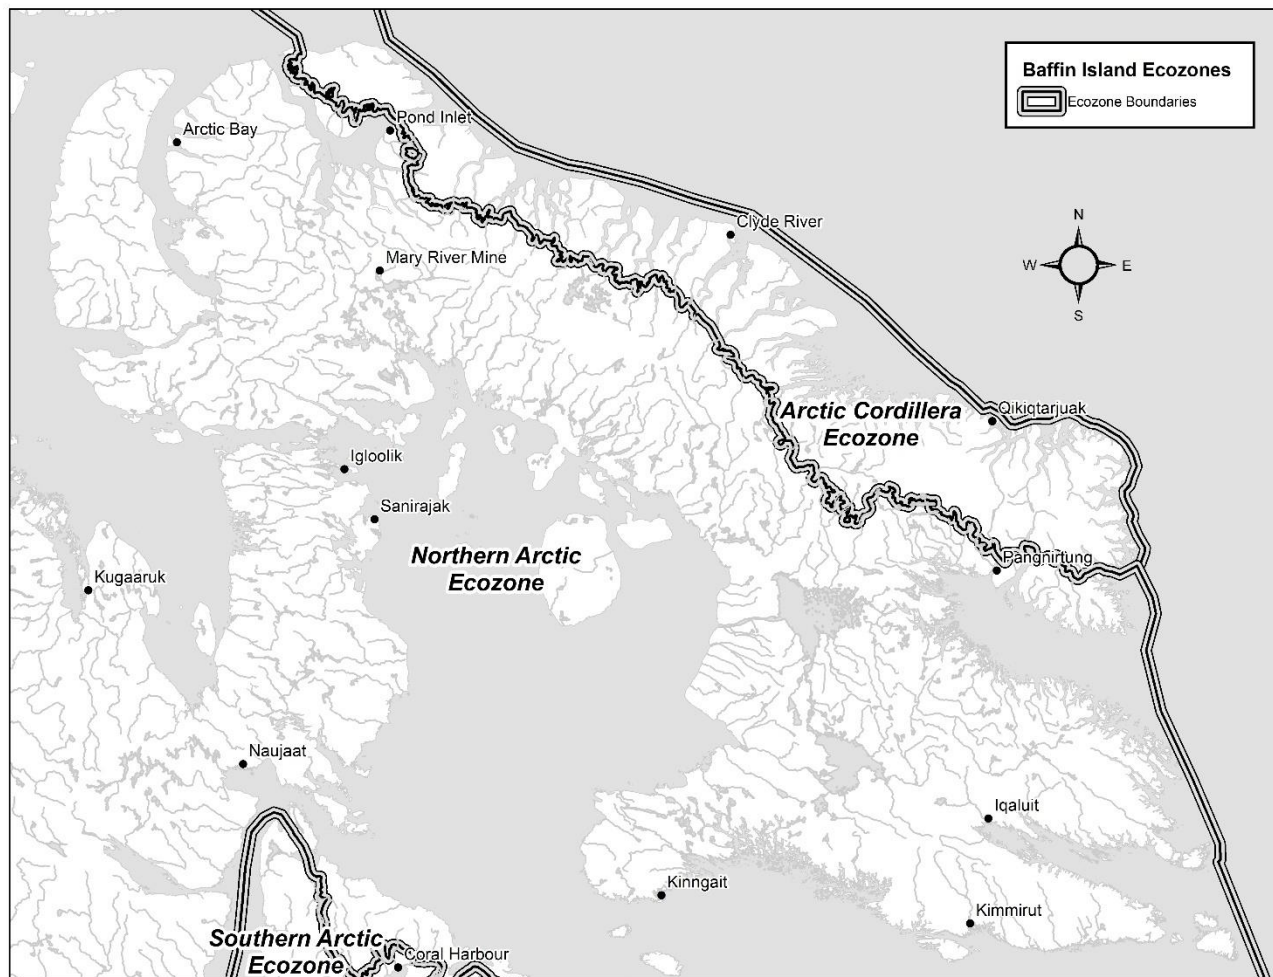 Baffin Island Ecozones
Ecozone Boundaries
Pond Inlet
Arctic Bay
N
Clyde River
Mary River Mine
W
E
S
Arctic Cordillera
Ecozone
Qikiqtarjuak
Igloolik
Sanirajak
Northern Arctic
Ecozone
Pangnirtung
Kugaaruk
Naujaat
Iqaluit
Kinngait
Kimmirut
Southern Arctic
Ecozone
Coral Harbour